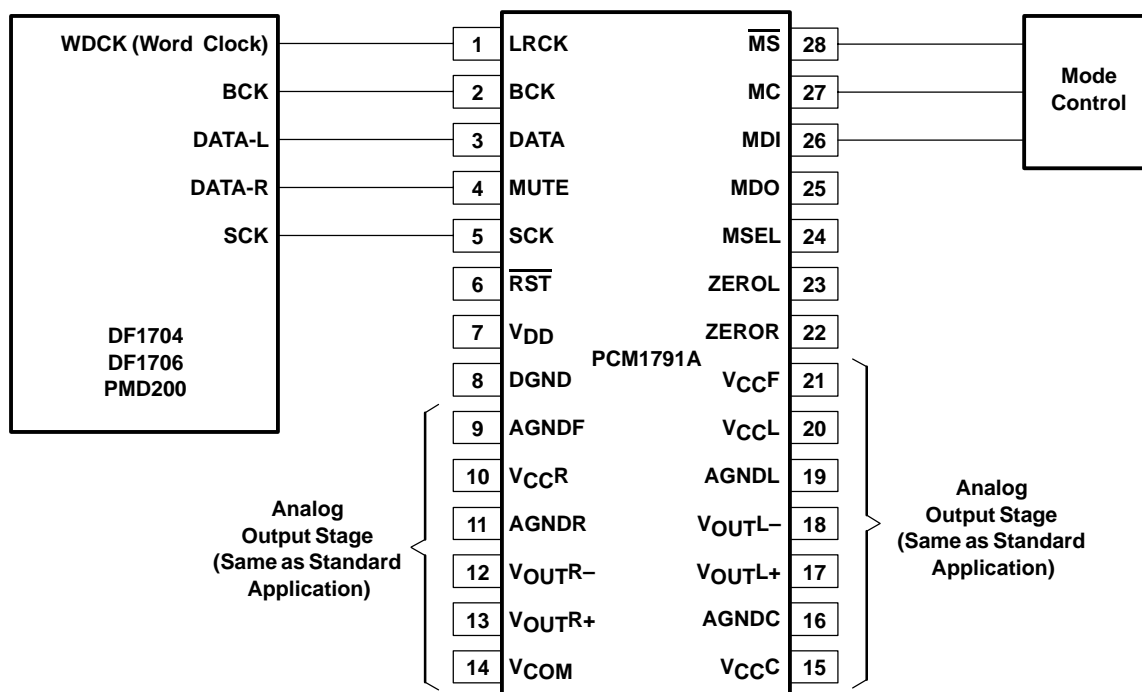 WDCK (Word Clock)
BCK
DATA-L
DATA-R
SCK
DF1704
DF1706
PMD200
1 LRCK
2 BCK
3 DATA
4 MUTE
5 SCK
6 RST
7 VDD
8 DGND
9 AGNDF
10 VCCR
11 AGNDR
12 VOUTR–
13 VOUTR+
14 VCOM
PCM1791A
MS 28
MC 27
MDI 26
MDO 25
MSEL 24
ZEROL 23
ZEROR 22
VCCF 21
VCCL 20
AGNDL 19
VOUTL– 18
VOUTL+ 17
AGNDC 16
VCCC 15
Mode
Control
Analog
Output Stage
(Same as Standard
Application)
Analog
Output Stage
(Same as Standard
Application)